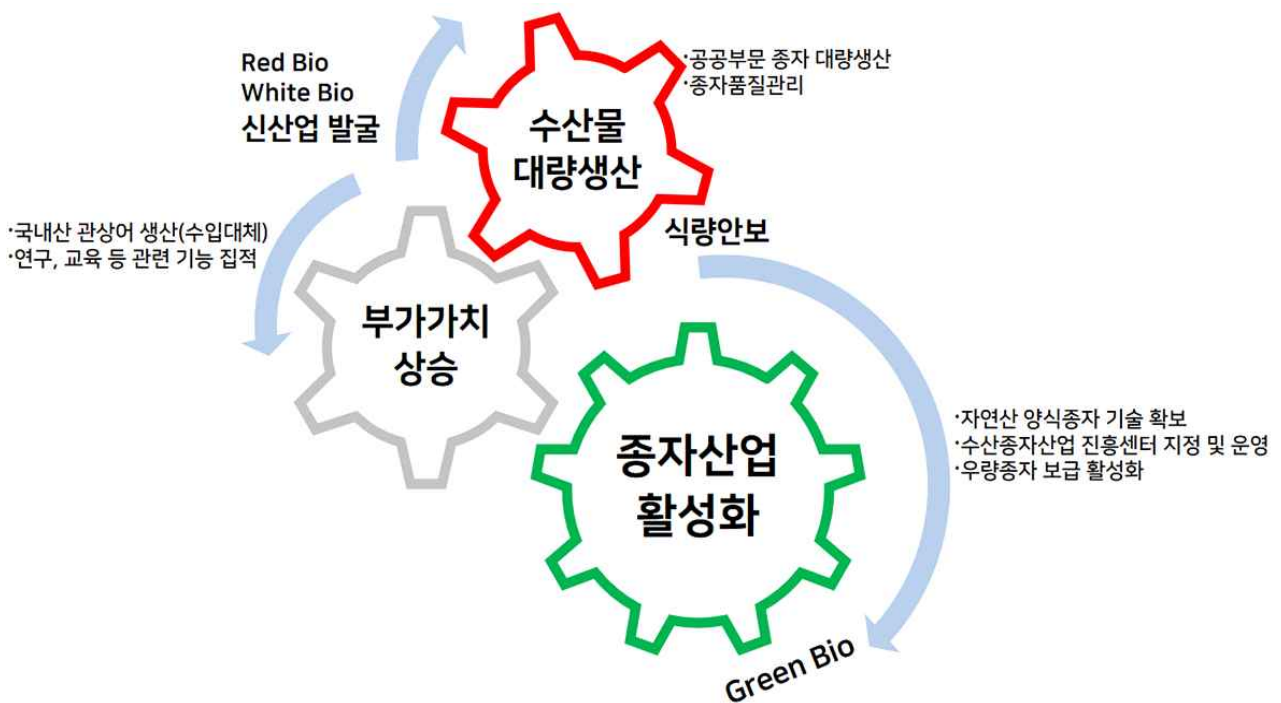 Red Bio
White Bio
신산업 발굴
·공공부문 종자 대량생산
·종자품질관리
수산물
대량생산
식량안보
·국내산 관상어 생산(수입대체)
·연구, 교육 등 관련 기능 집적
부가가치
상승
종자산업
활성화
·자연산 양식종자 기술 확보
·수산종자산업 진흥센터 지정 및 운영
·우량종자 보급 활성화
Green Bio